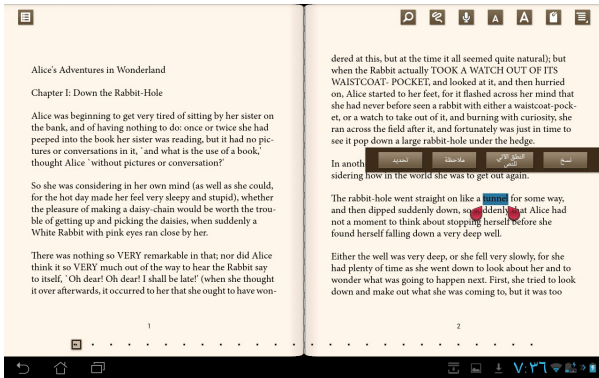 Alice's Adventures in Wonderland
Chapter I: Down the Rabbit-Hole
Alice was beginning to get very tired of sitting by her sister on
the bank, and of having nothing to do: once or twice she had
peeped into the book her sister was reading, but it had no pic-
tures or conversations in it, `and what is the use of a book,'
thought Alice `without pictures or conversation?'
So she was considering in her own mind (as well as she could,
for the hot day made her feel very sleepy and stupid), whether
the pleasure of making a daisy-chain would be worth the trou-
ble of getting up and picking the daisies, when suddenly a
White Rabbit with pink eyes ran close by her.
There was nothing so VERY remarkable in that; nor did Alice
think it so VERY much out of the way to hear the Rabbit say
to itself, `Oh dear! Oh dear! I shall be late!' (when she thought
it over afterwards, it occurred to her that she ought to have won-
1
A
A
dered at this, but at the time it all seemed quite natural); but
when the Rabbit actually TOOK A WATCH OUT OF ITS
WAISTCOAT- POCKET, and looked at it, and then hurried
on, Alice started to her feet, for it flashed across her mind that
she had never before seen a rabbit with either a waistcoat-pock-
et, or a watch to take out of it, and burning with curiosity, she
ran across the field after it, and fortunately was just in time to
see it pop down a large rabbit-hole under the hedge.
نسخ
النطق الآلي للنص
ملاحظة
تحديد
In anoth
sidering how in the world she was to get out again.
The rabbit-hole went straight on like a tunnel for some way,
and then dipped suddenly down, so suddenly that Alice had
not a moment to think about stopping herself before she
found herself falling down a very deep well.
Either the well was very deep, or she fell very slowly, for she
had plenty of time as she went down to look about her and to
wonder what was going to happen next. First, she tried to look
down and make out what she was coming to, but it was too
2
٧:٣٦